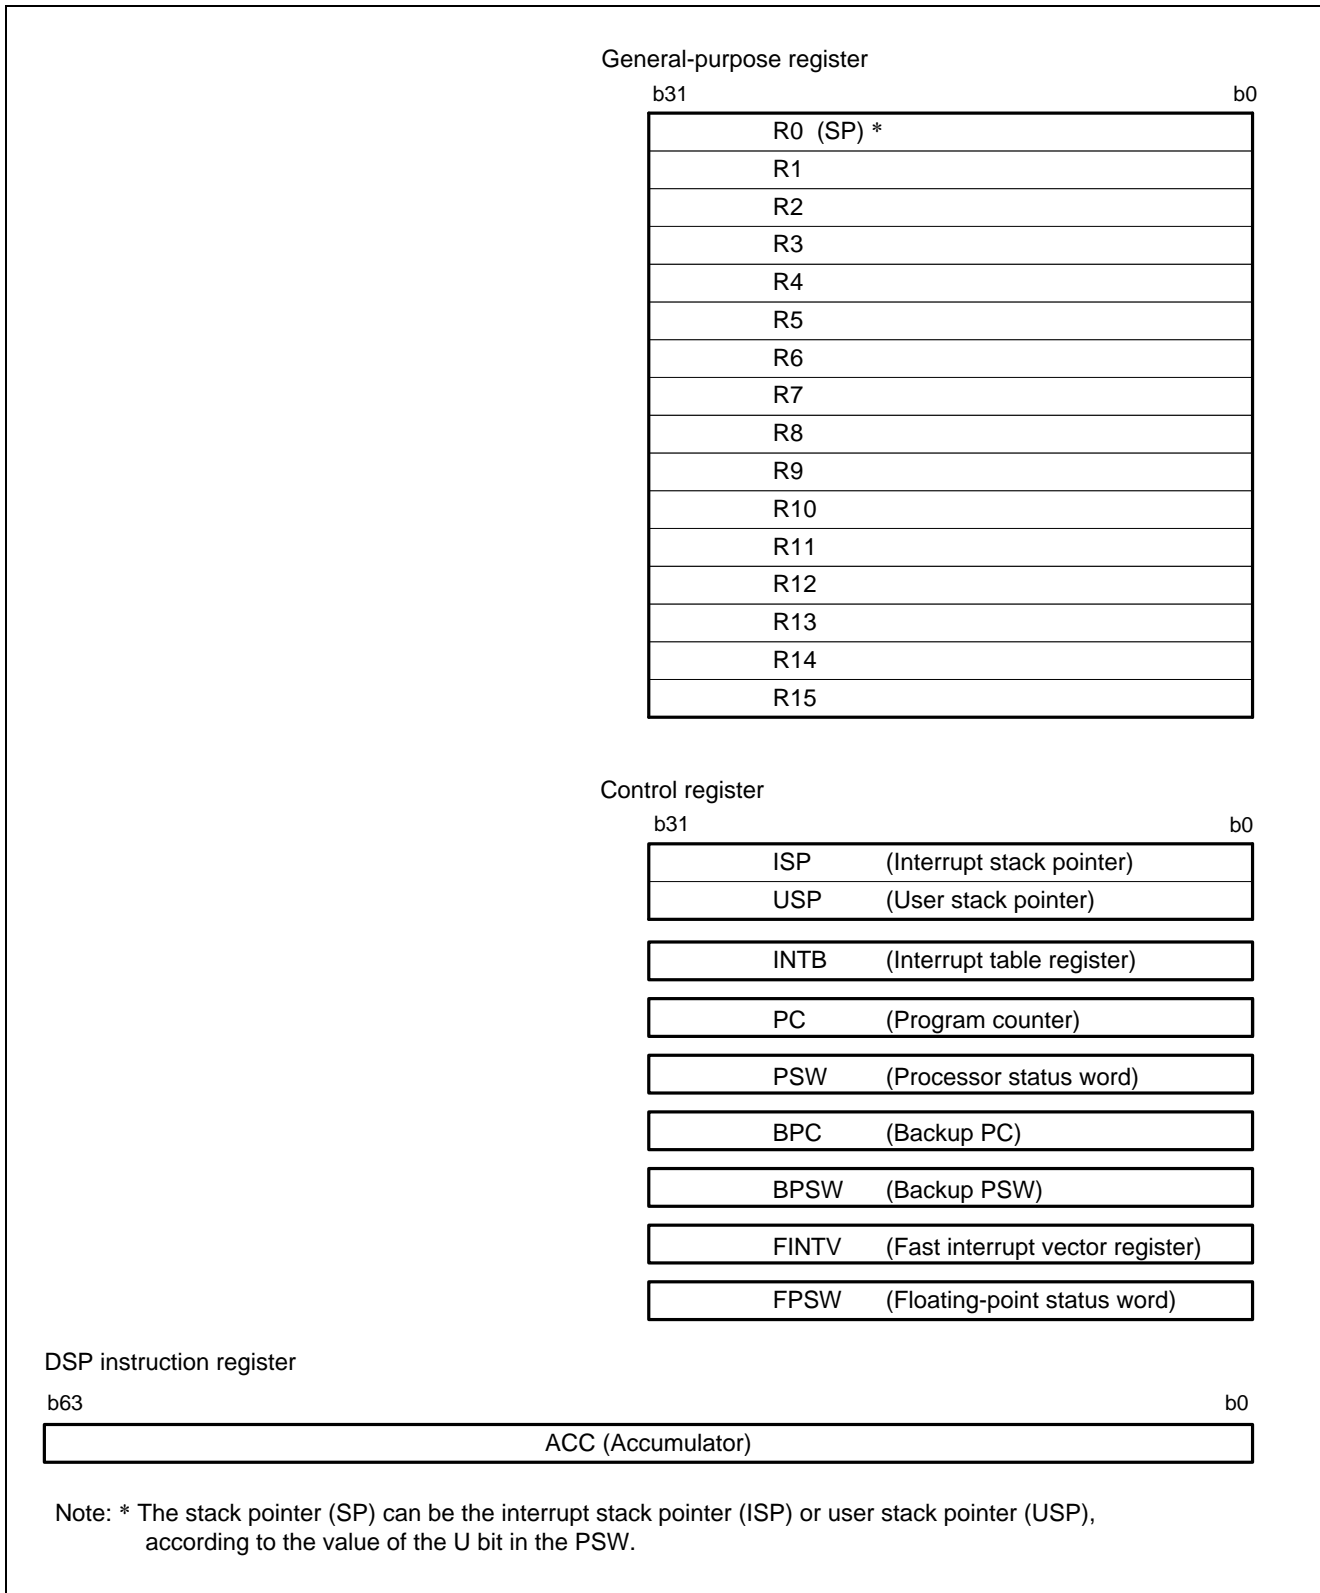 General-purpose register
b31 b0
R0 (SP) *
R1
R2
R3
R4
R5
R6
R7
R8
R9
R10
R11
R12
R13
R14
R15
Control register
b31 b0
ISP (Interrupt stack pointer)
USP (User stack pointer)
INTB (Interrupt table register)
PC (Program counter)
PSW (Processor status word)
BPC (Backup PC)
BPSW (Backup PSW)
FINTV (Fast interrupt vector register)
FPSW (Floating-point status word)
DSP instruction register
b63 b0
ACC (Accumulator)
Note: * The stack pointer (SP) can be the interrupt stack pointer (ISP) or user stack pointer (USP),
according to the value of the U bit in the PSW.